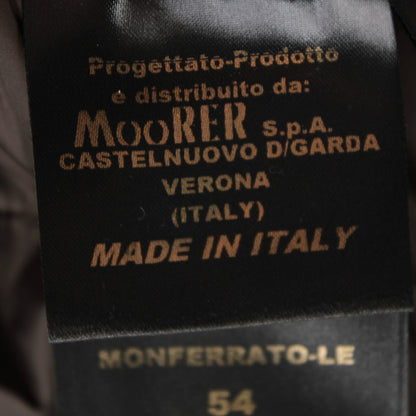 Progettato-Prodotto
e distribuito da:
MOORER S.p.A.
CASTELNUOVO D/GARDA
VERONA
(ITALY)
MADE IN ITALY
MONFERRATO-LE
54